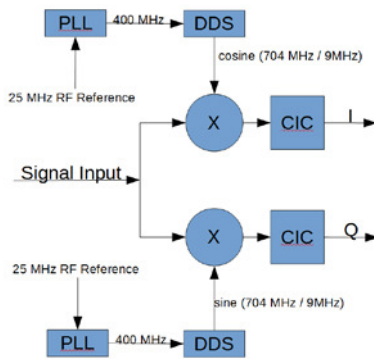 PLL
400 MHz
DDS
cosine (704 MHz / 9MHz)
25 MHz RF Reference
X
CIC
I
Signal Input
X
CIC
Q
25 MHz RF Reference
sine (704 MHz / 9MHz)
PLL
400 MHz
DDS